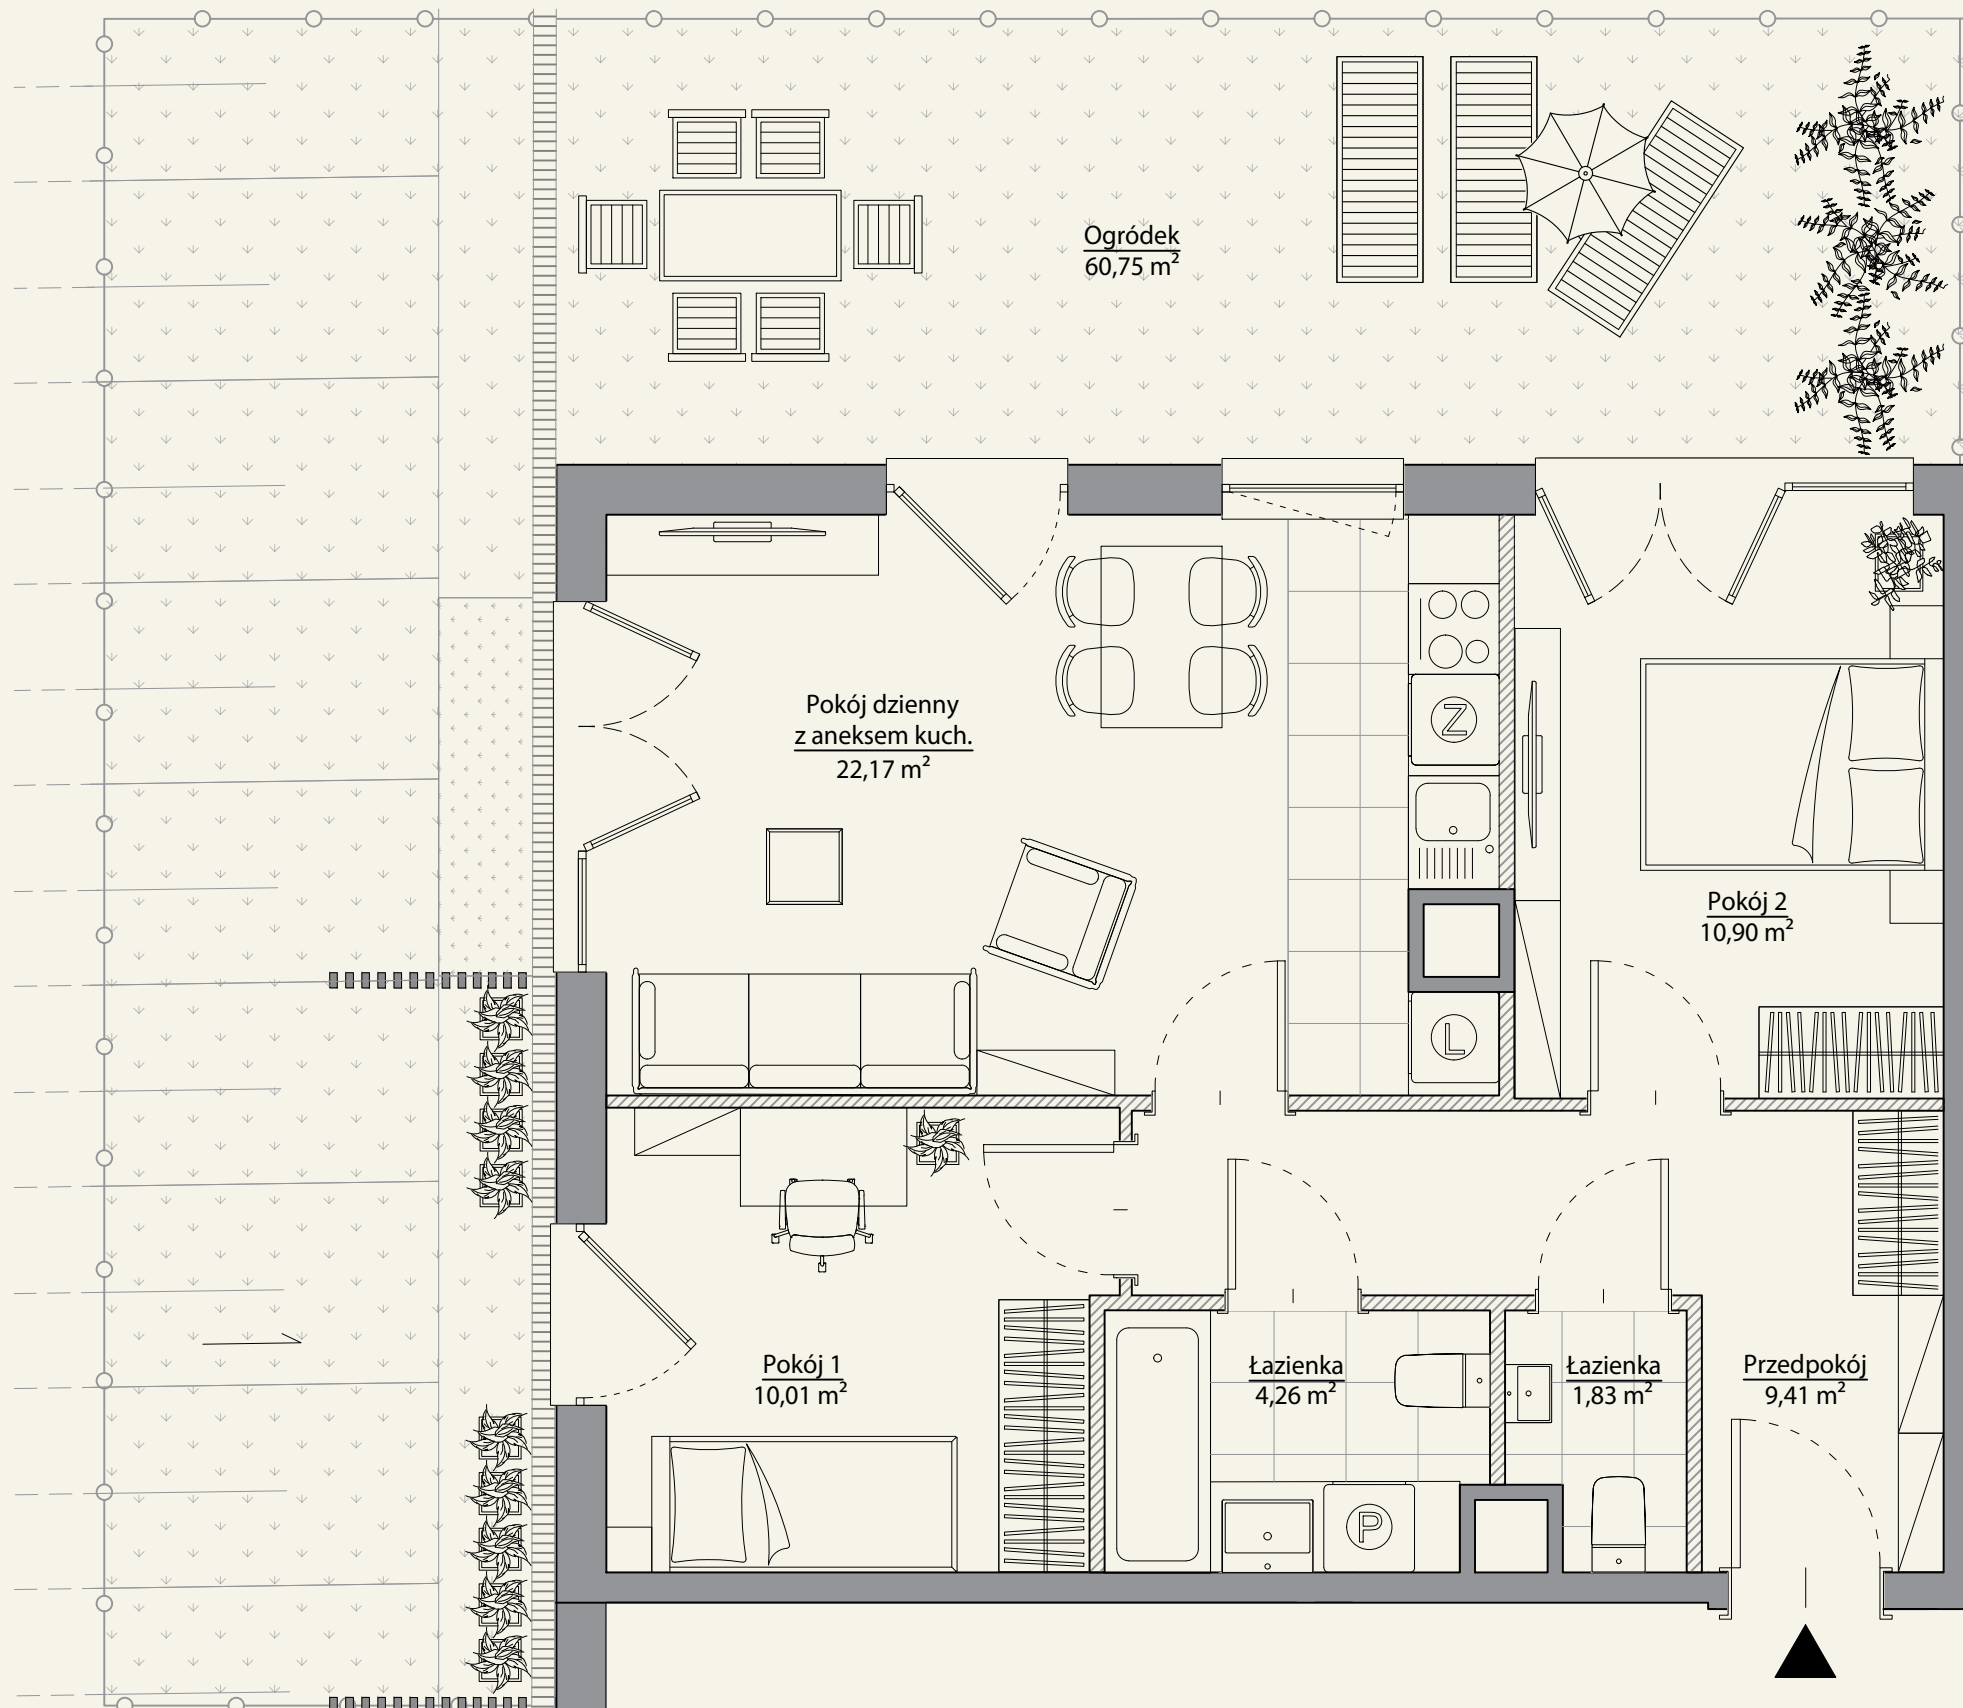 Ogródek
60,75 m²
Pokój dzienny
z aneksem kuch.
22,17 m²
Z
Pokój 2
10,90 m²
L
Pokój 1
10,01 m²
Łazienka
4,26 m²
Łazienka
1,83 m²
Przedpokój
9,41 m²
P